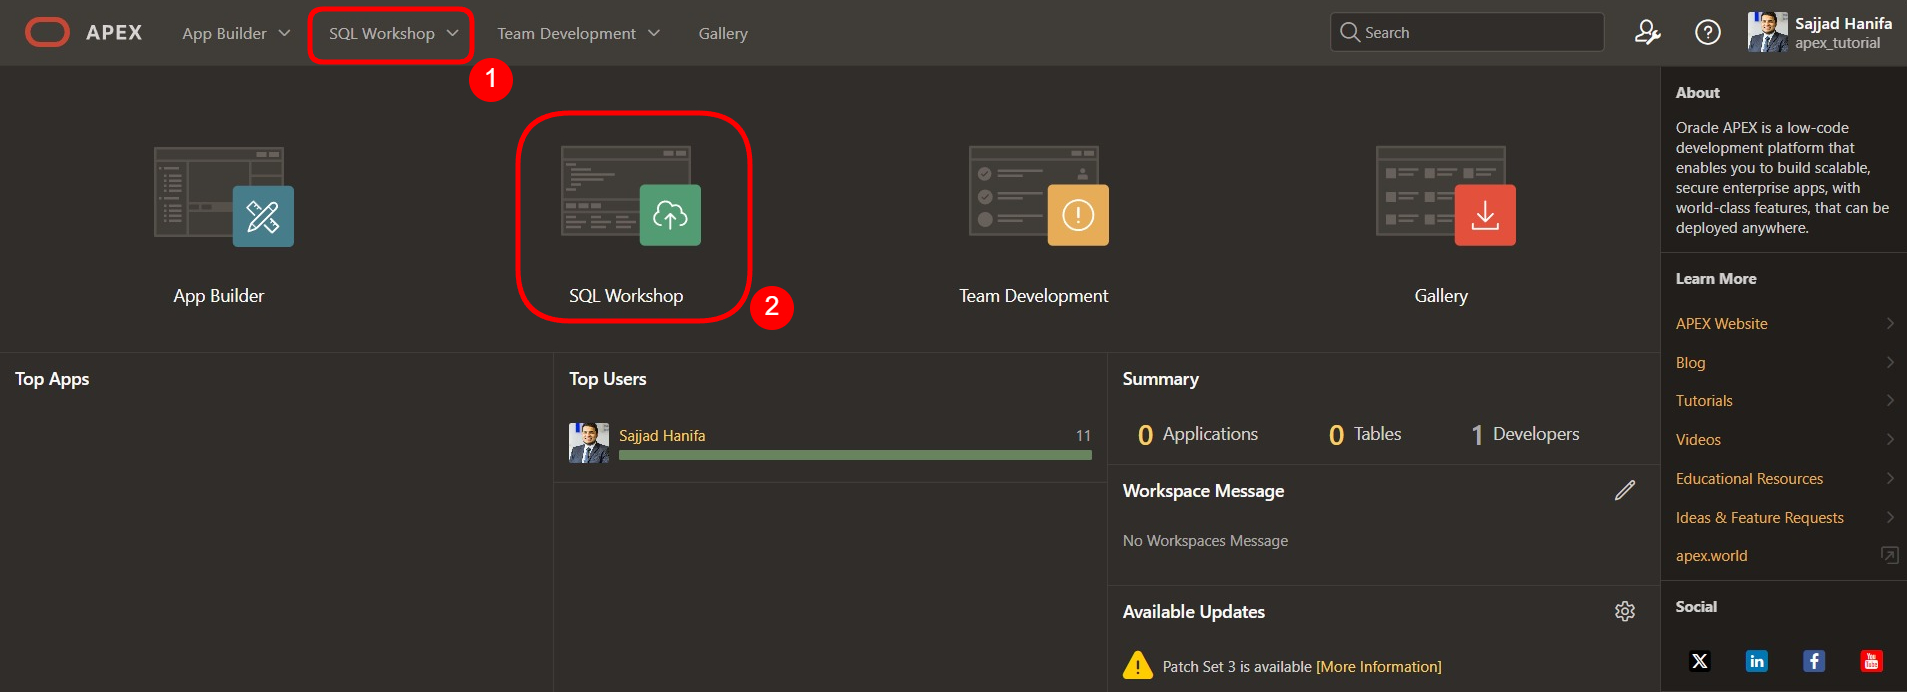 APEX
App Builder
SQL Workshop
Team Development
Gallery
Search
Sajjad Hanifa
apex_tutorial
1
App Builder
SQL Workshop
2
Team Development
Gallery
Top Apps
Top Users
Sajjad Hanifa
11
Summary
0 Applications
0 Tables
1 Developers
Workspace Message
No Workspaces Message
Available Updates
Patch Set 3 is available [More Information]
About
Oracle APEX is a low-code
development platform that
enables you to build scalable,
secure enterprise apps, with
world-class features, that can be
deployed anywhere.
Learn More
APEX Website
Blog
Tutorials
Videos
Educational Resources
Ideas & Feature Requests
apex.world
Social